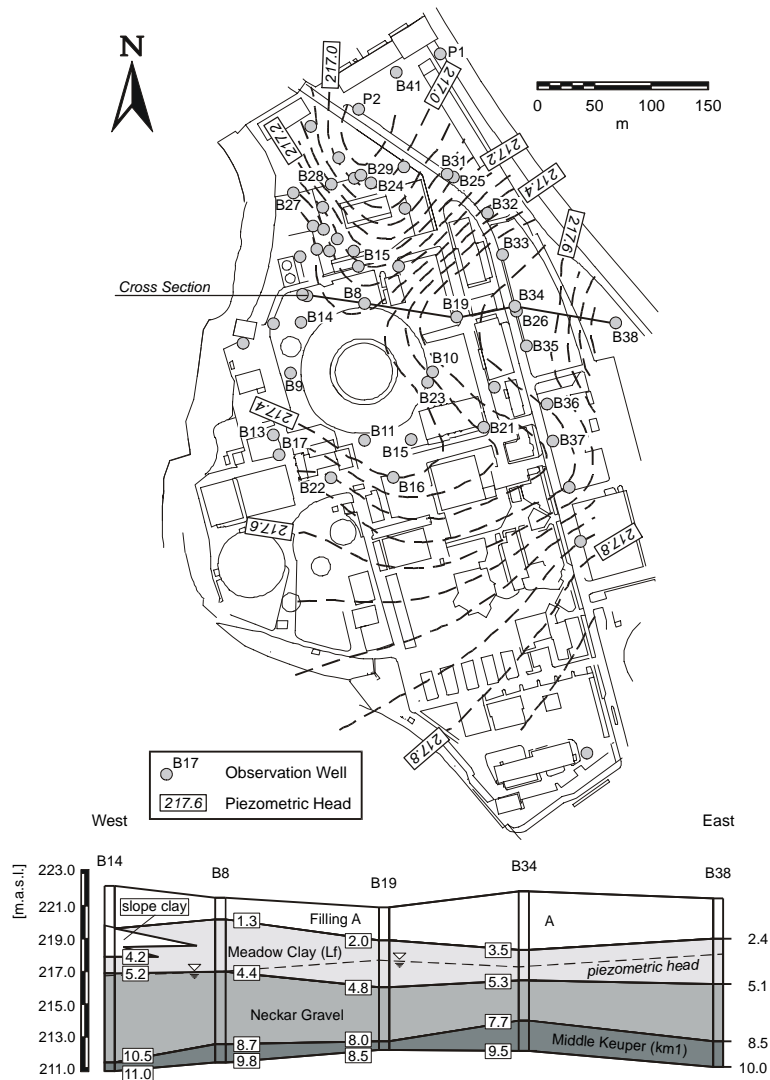 N
217.0
P1
B41
217.0
0 50 100 150
m
P2
217.2
B31
217.2
B29
B25
B28
B24
217.4
B27
B32
217.6
B33
B15
Cross Section
B8
B34
B19
B26
B14
B38
B35
B10
B9
B23
B36
217.4
B21
B13
B11
B37
B15
B17
B22
B16
217.6
217.8
217.8
B17
Observation Well
217.6 Piezometric Head
West East
B14 B8 B19 B34 B38
[m.a.s.l.]
223.0
221.0
219.0
217.0
215.0
213.0
211.0
slope clay
1.3
Filling A
A
2.0
2.4
3.5
Meadow Clay (Lf)
4.2
piezometric head
5.2
4.4
5.3
4.8
5.1
Neckar Gravel
7.7
8.7
8.0
Middle Keuper (km1)
8.5
10.5
9.8
8.5
9.5
10.0
11.0